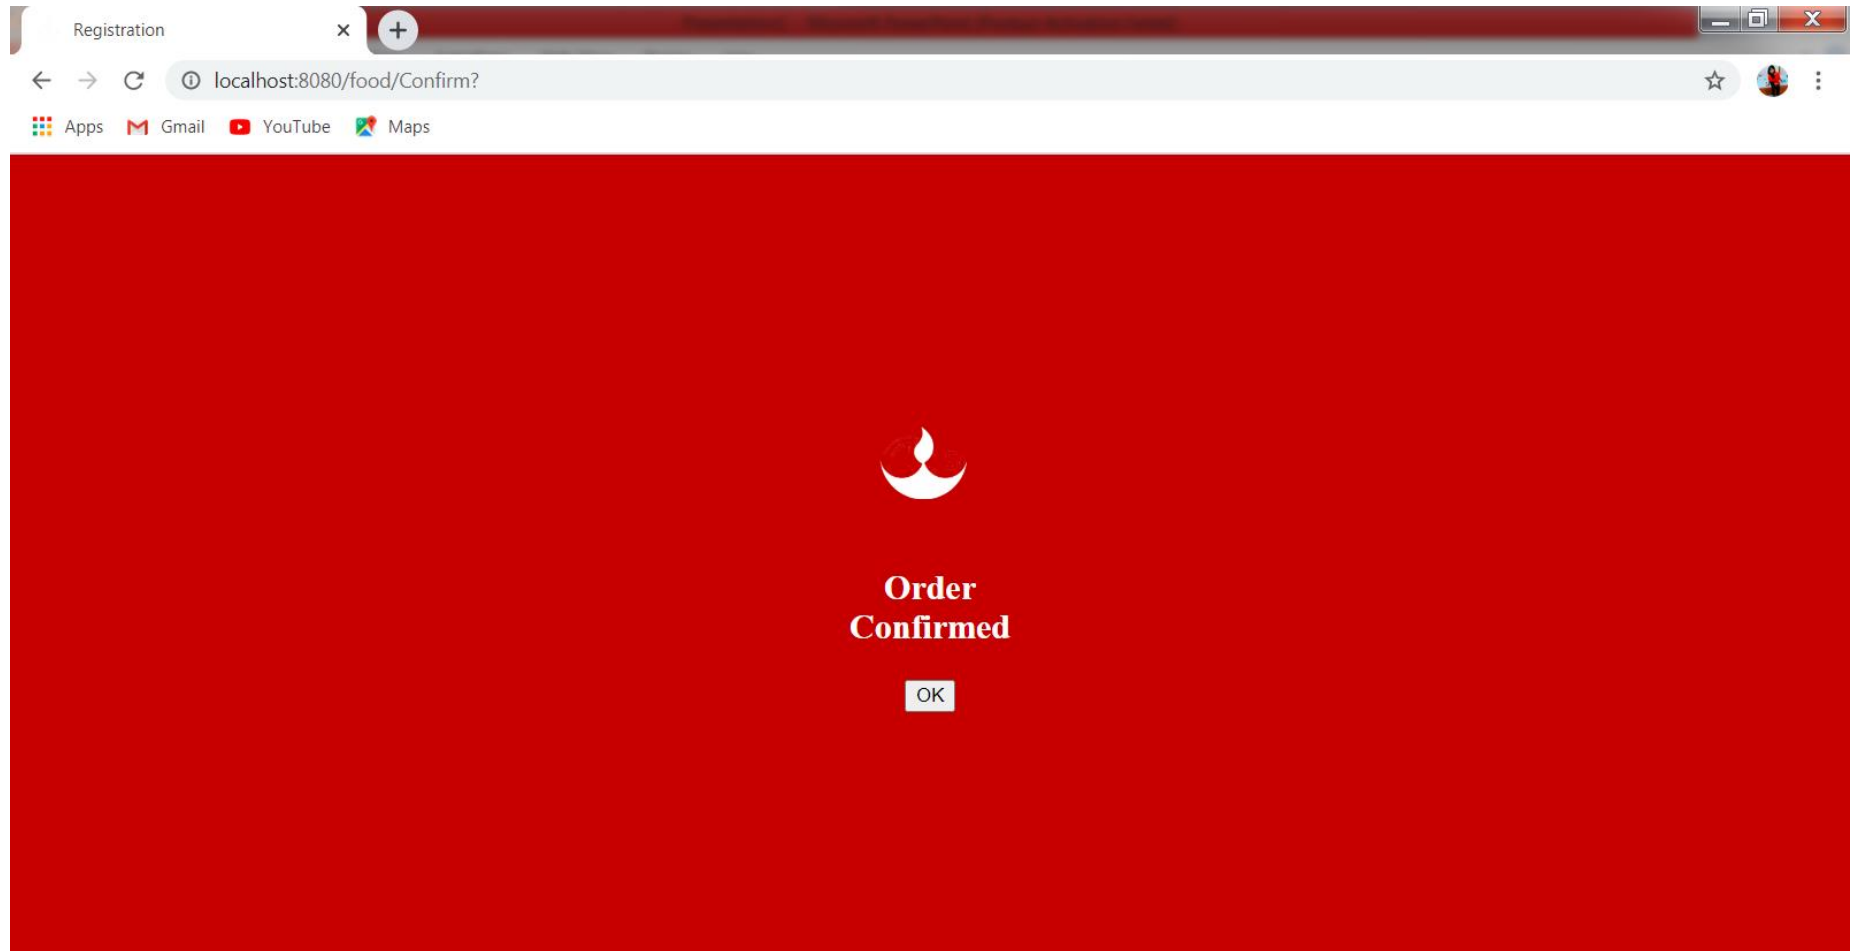 Registration
localhost:8080/food/Confirm?
Apps Gmail YouTube Maps
Order
Confirmed
OK